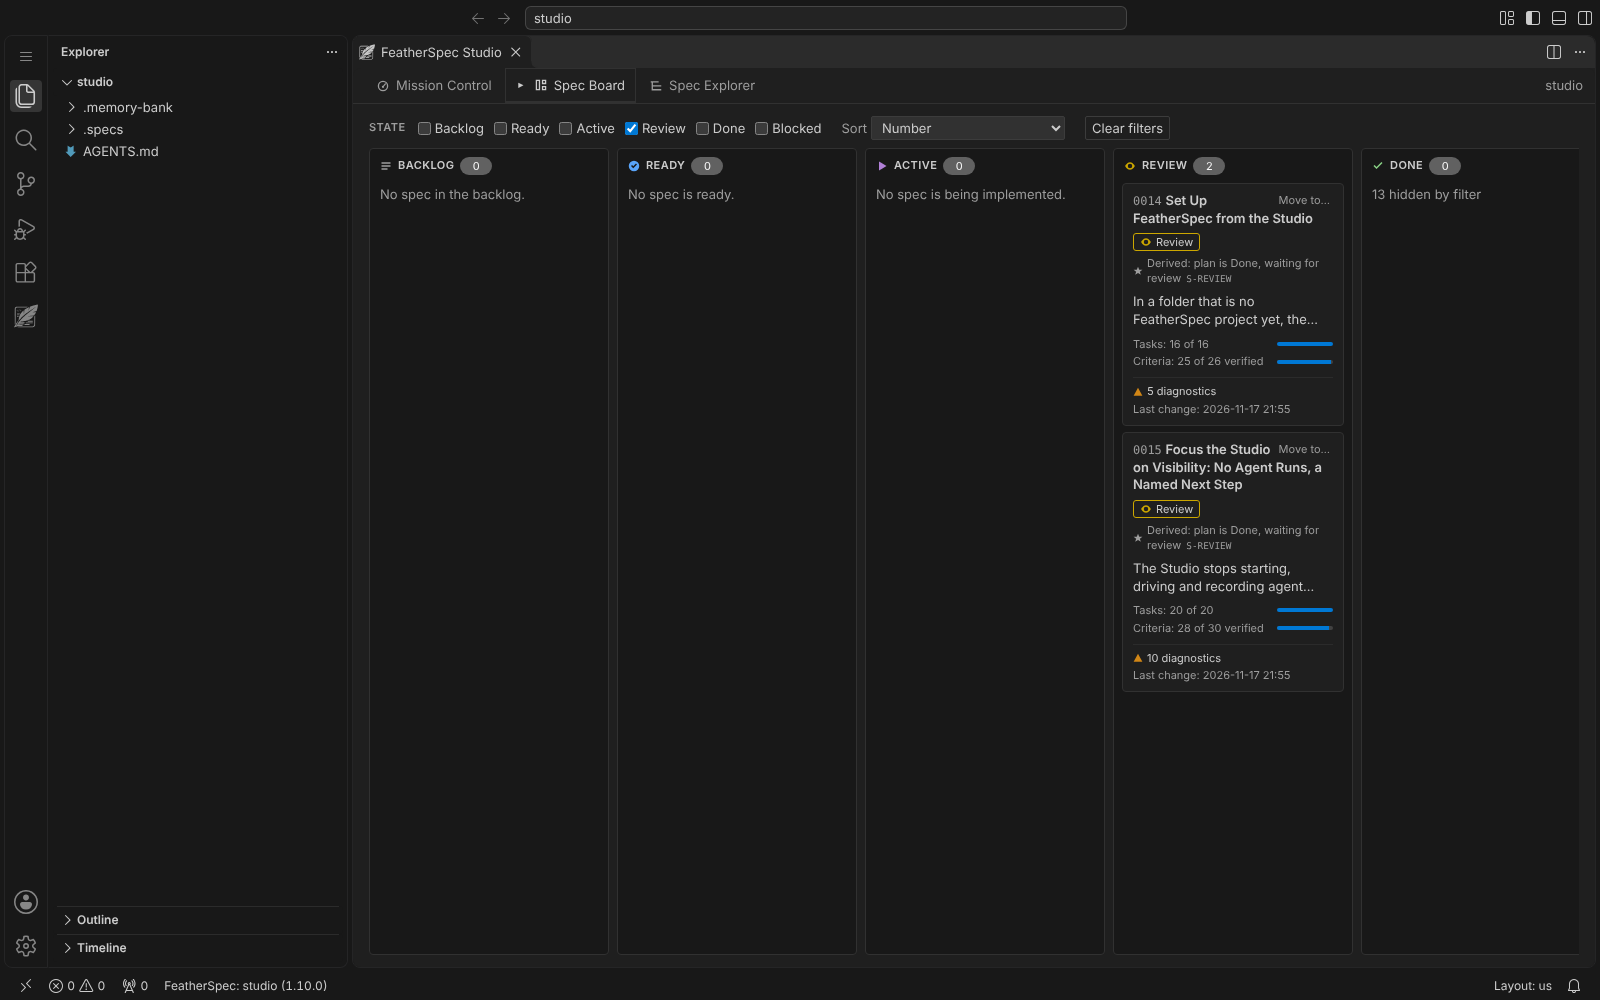 studio
Explorer
studio
.memory-bank
.specs
AGENTS.md
Outline
Timeline
FeatherSpec Studio
Mission Control
Spec Board
Spec Explorer
studio
STATE
Backlog
Ready
Active
Review
Done
Blocked
Sort
Number
Clear filters
BACKLOG 0
No spec in the backlog.
READY 0
No spec is ready.
ACTIVE 0
No spec is being implemented.
REVIEW 2
0014 Set Up
Move to...
FeatherSpec from the Studio
Review
Derived: plan is Done, waiting for
review S-REVIEW
In a folder that is no
FeatherSpec project yet, the...
Tasks: 16 of 16
Criteria: 25 of 26 verified
5 diagnostics
Last change: 2026-11-17 21:55
0015 Focus the Studio
Move to...
on Visibility: No Agent Runs, a
Named Next Step
Review
Derived: plan is Done, waiting for
review S-REVIEW
The Studio stops starting,
driving and recording agent...
Tasks: 20 of 20
Criteria: 28 of 30 verified
10 diagnostics
Last change: 2026-11-17 21:55
DONE 0
13 hidden by filter
0 0 0
FeatherSpec: studio (1.10.0)
Layout: us